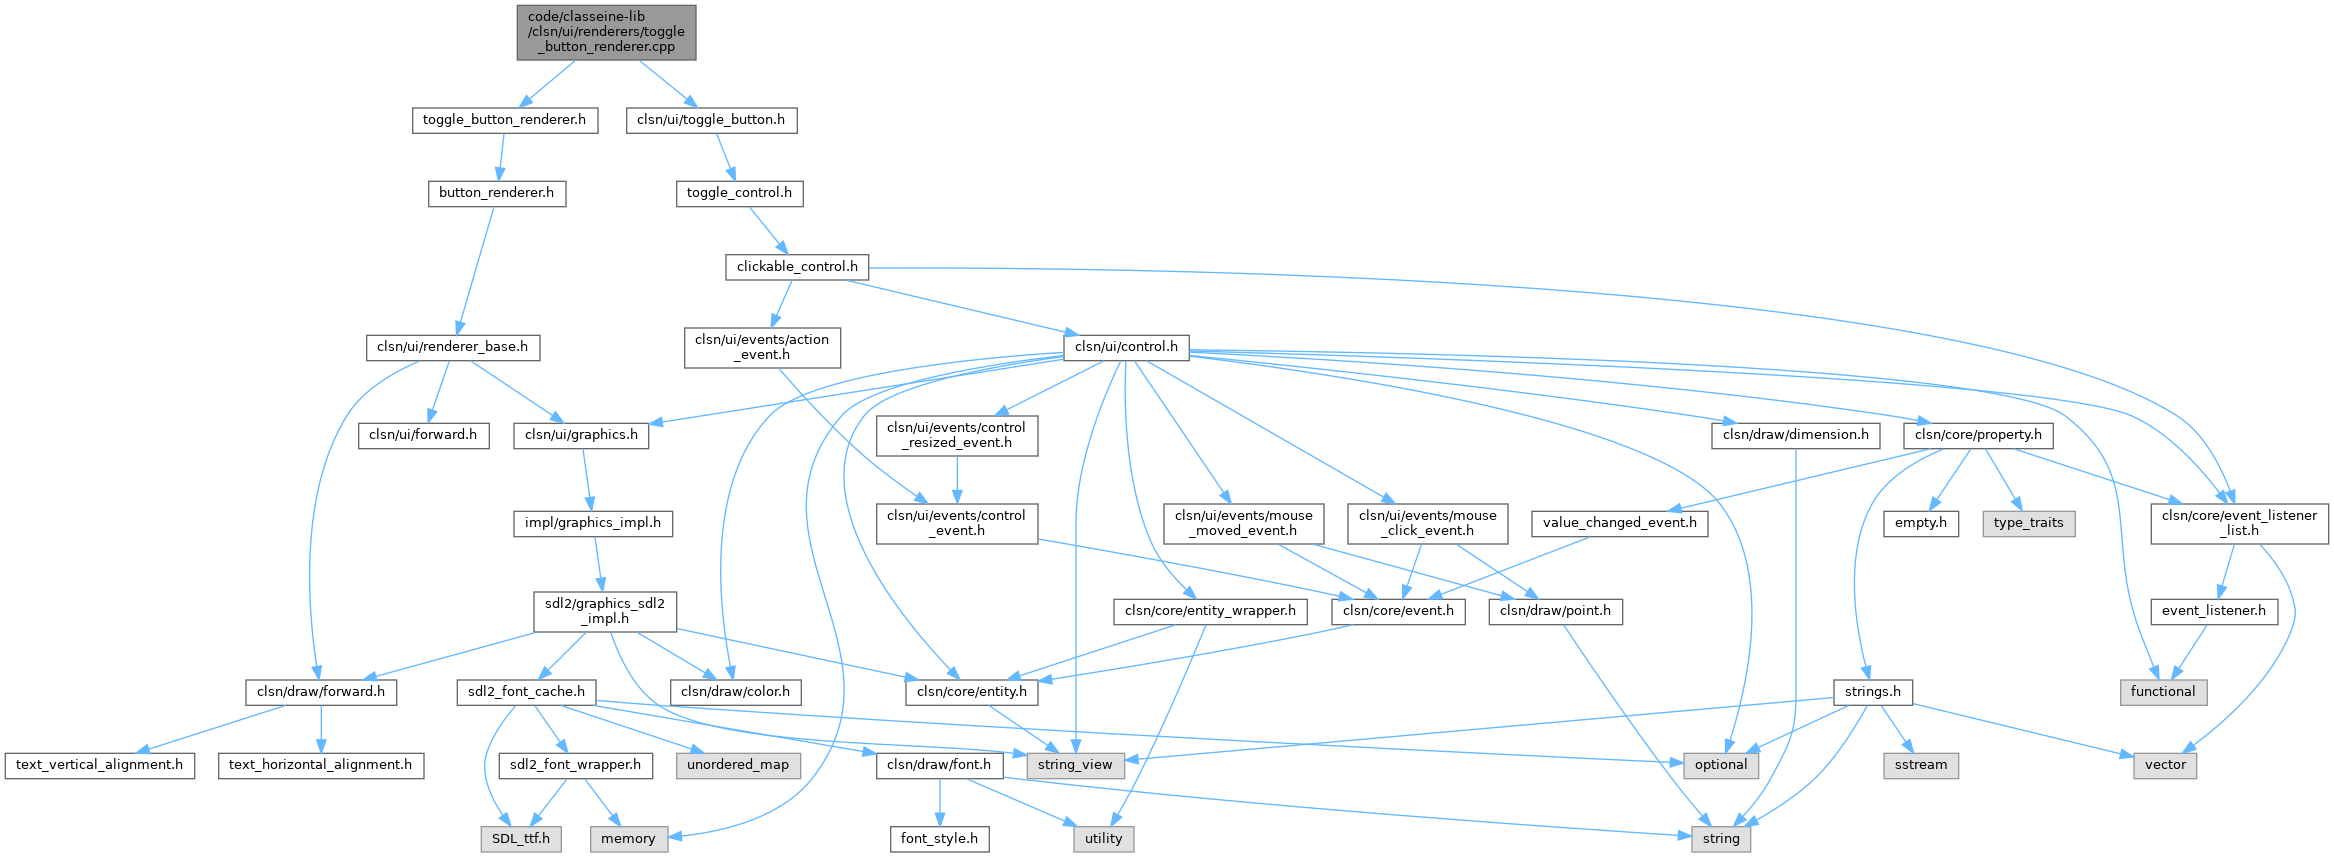 code/classeine-lib
/clsn/ui/renderers/toggle
_button_renderer.cpp
toggle_button_renderer.h
clsn/ui/toggle_button.h
button_renderer.h
toggle_control.h
clickable_control.h
clsn/ui/renderer_base.h
clsn/ui/events/action
_event.h
clsn/ui/control.h
clsn/ui/forward.h
clsn/ui/graphics.h
clsn/ui/events/control
_resized_event.h
clsn/draw/dimension.h
clsn/core/property.h
impl/graphics_impl.h
clsn/ui/events/control
_event.h
clsn/ui/events/mouse
_moved_event.h
clsn/ui/events/mouse
_click_event.h
value_changed_event.h
empty.h
type_traits
clsn/core/event_listener
_list.h
sdl2/graphics_sdl2
_impl.h
clsn/core/entity_wrapper.h
clsn/core/event.h
clsn/draw/point.h
event_listener.h
clsn/draw/forward.h
sdl2_font_cache.h
clsn/draw/color.h
clsn/core/entity.h
strings.h
functional
text_vertical_alignment.h
text_horizontal_alignment.h
sdl2_font_wrapper.h
unordered_map
clsn/draw/font.h
string_view
optional
sstream
vector
SDL_ttf.h
memory
font_style.h
utility
string